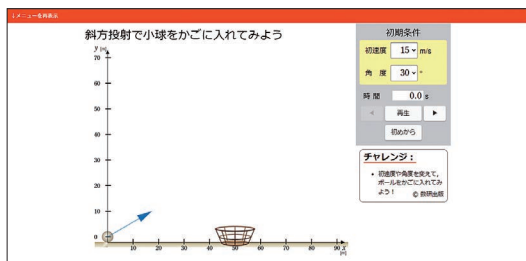 ↓メニューを再表示
斜方投射で小球をかごに入れてみよう
y [m]
70
60
50
40
30
20
10
0
10 20 30 40 50 60 70 80 90 x
[m]
初期条件
初速度 15 m/s
角 度 30 °
時 間 0.0 s
再生
初めから
チャレンジ：
• 初速度や角度を変えて，
ボールをかごに入れてみ
よう！
© 数研出版